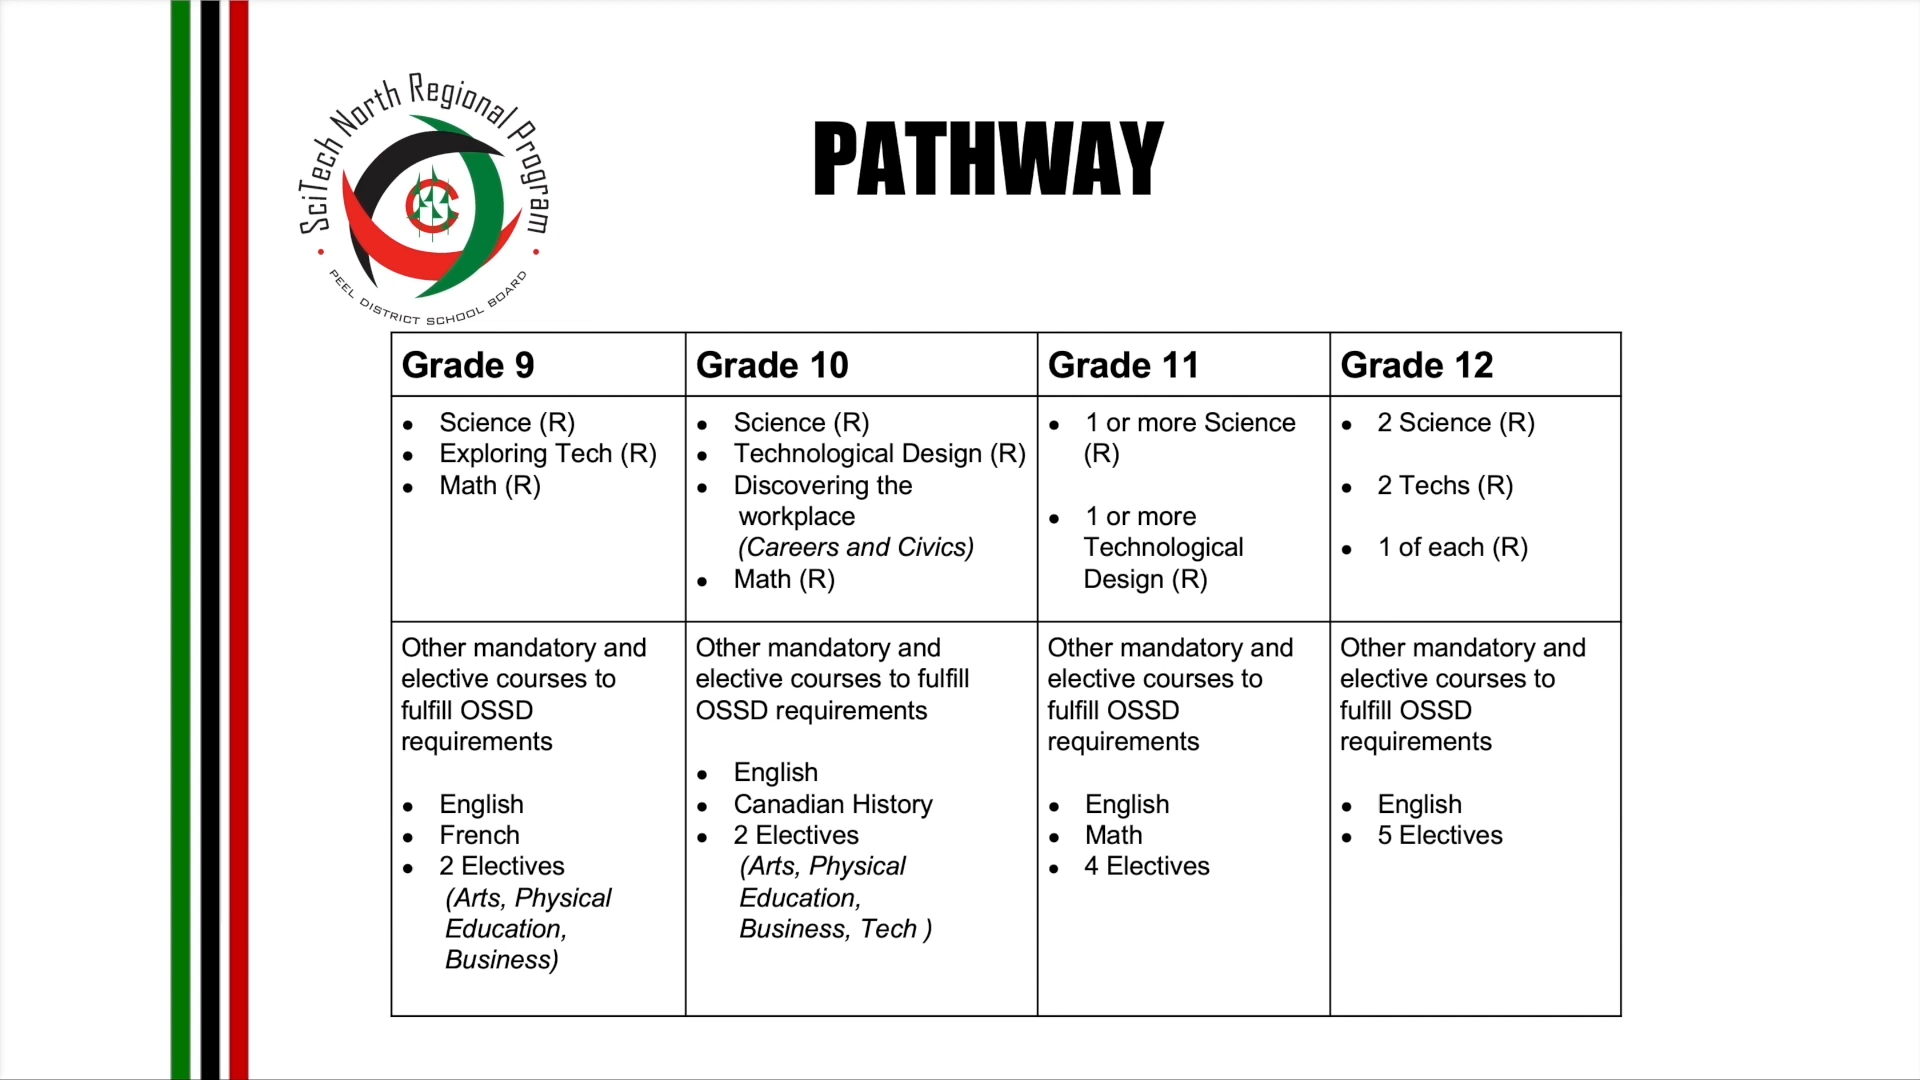 SciTech North Regional Program
PEEL DISTRICT SCHOOL BOARD
PATHWAY
Grade 9
Grade 10
Grade 11
Grade 12
• Science (R)
• Exploring Tech (R)
• Math (R)
• Science (R)
• Technological Design (R)
• Discovering the
workplace
(Careers and Civics)
• Math (R)
• 1 or more Science
(R)
• 1 or more
Technological
Design (R)
• 2 Science (R)
• 2 Techs (R)
• 1 of each (R)
Other mandatory and
elective courses to
fulfill OSSD
requirements
• English
• French
• 2 Electives
(Arts, Physical
Education,
Business)
Other mandatory and
elective courses to fulfill
OSSD requirements
• English
• Canadian History
• 2 Electives
(Arts, Physical
Education,
Business, Tech )
Other mandatory and
elective courses to
fulfill OSSD
requirements
• English
• Math
• 4 Electives
Other mandatory and
elective courses to
fulfill OSSD
requirements
• English
• 5 Electives